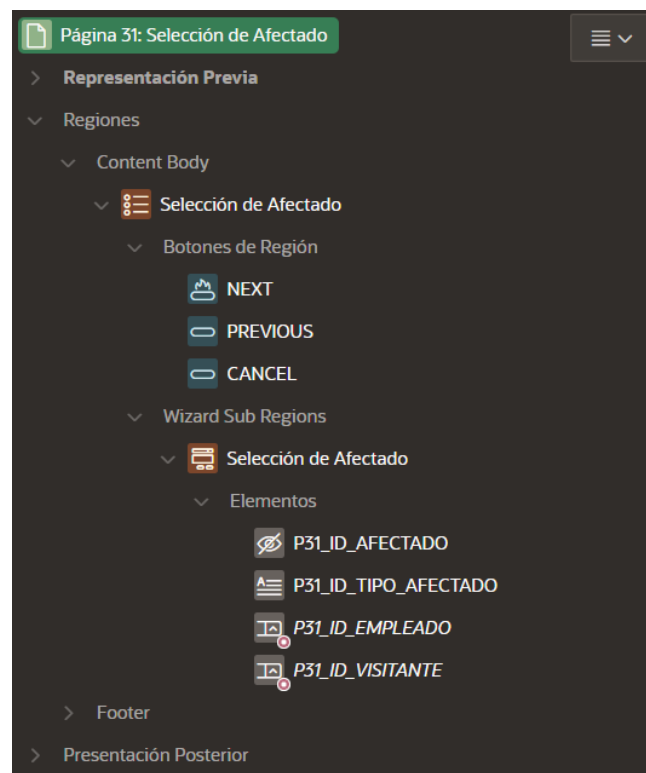 Página 31: Selección de Afectado
Representación Previa
Regiones
Content Body
Selección de Afectado
Botones de Región
NEXT
PREVIOUS
CANCEL
Wizard Sub Regions
Selección de Afectado
Elementos
P31_ID_AFECTADO
P31_ID_TIPO_AFECTADO
P31_ID_EMPLEADO
P31_ID_VISITANTE
Footer
Presentación Posterior